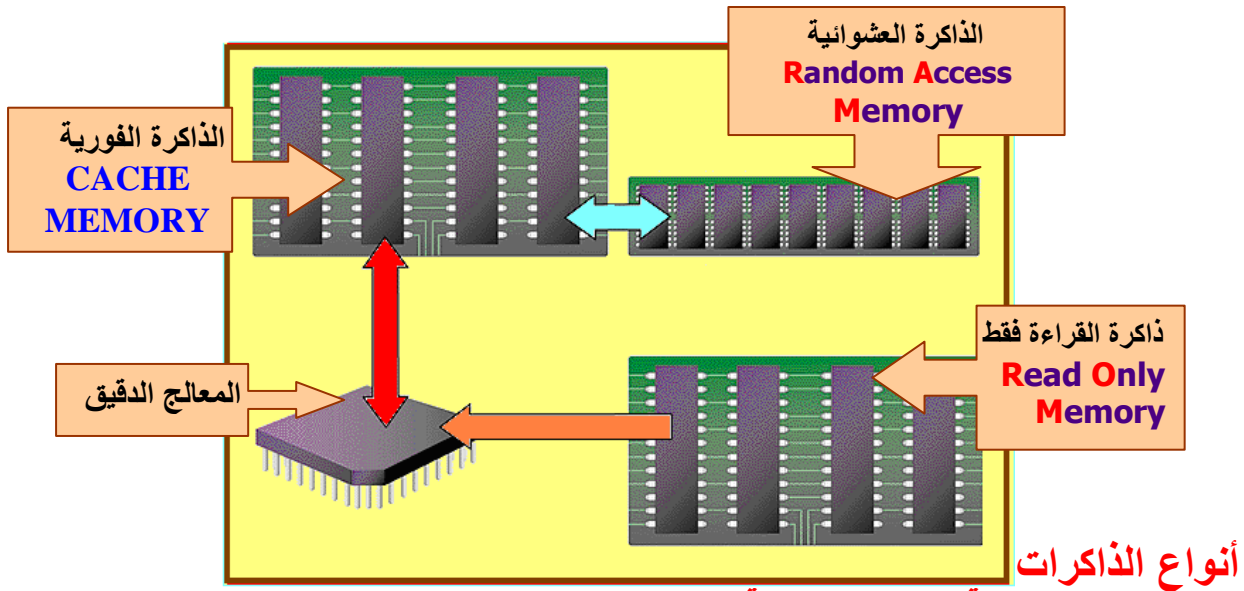 الذاكرة العشوائية
Random Access
Memory
الذاكرة الفورية
CACHE
MEMORY
ذاكرة القراءة فقط
Read Only
Memory
المعالج الدقيق
أنواع الذاكرات